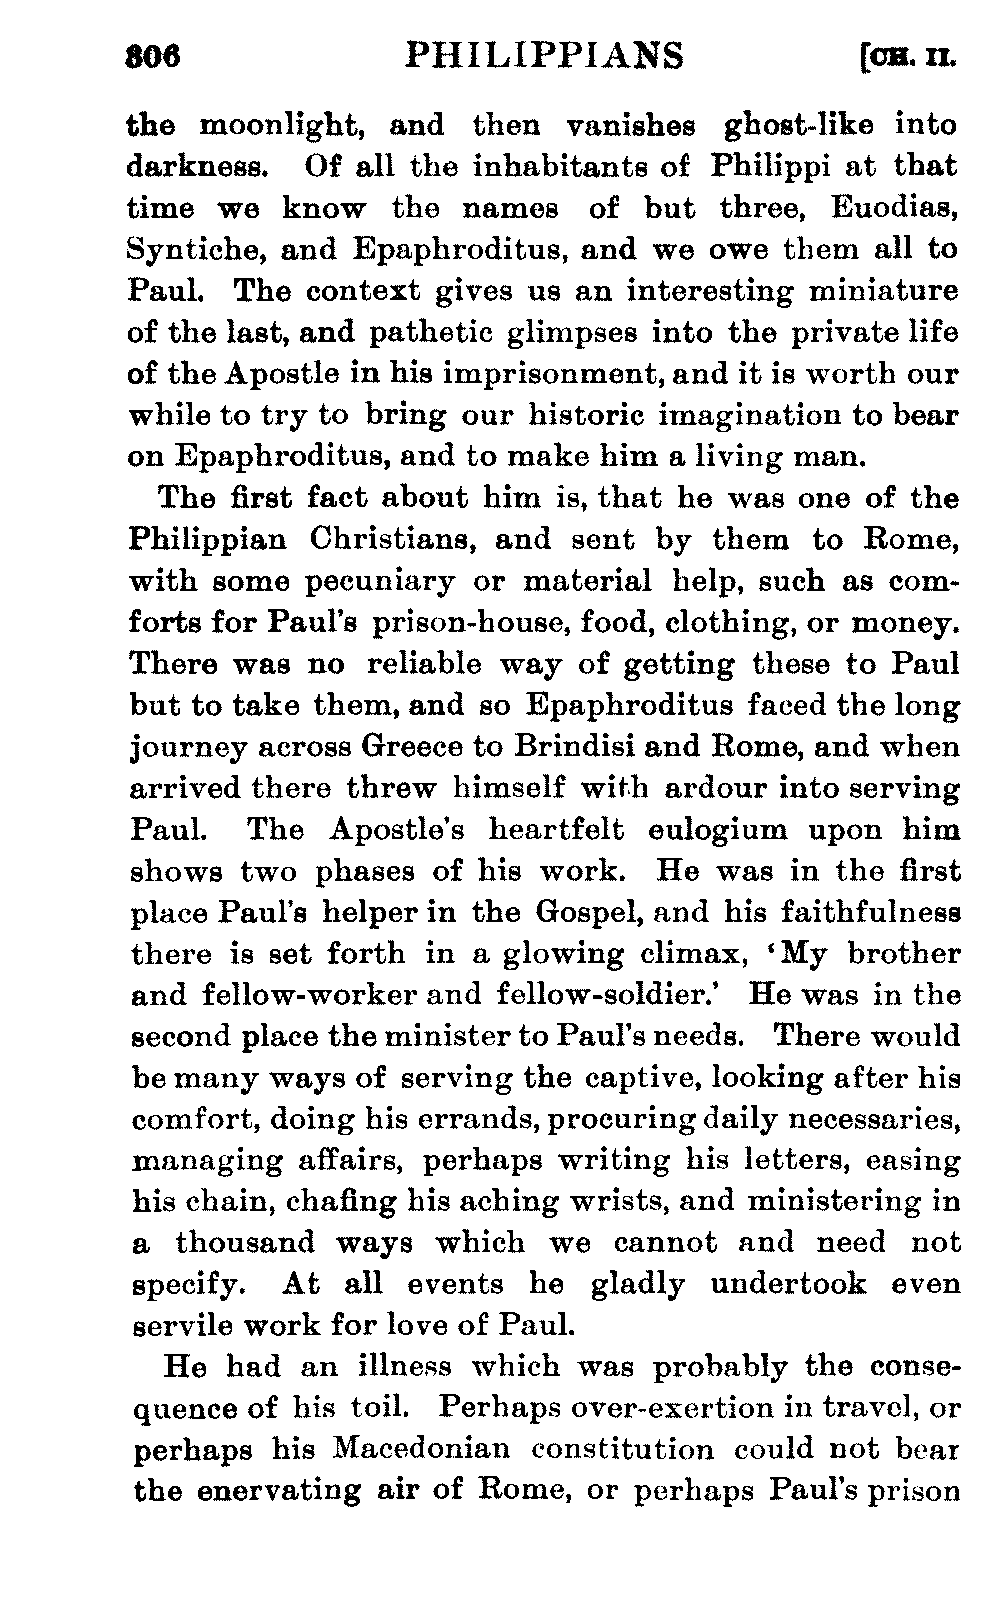 306 PHILIPPIANS [CH. II.
the moonlight, and then vanishes ghost-like into
darkness. Of all the inhabitants of Philippi at that
time we know the names of but three, Euodias,
Syntiche, and Epaphroditus, and we owe them all to
Paul. The context gives us an interesting miniature
of the last, and pathetic glimpses into the private life
of the Apostle in his imprisonment, and it is worth our
while to try to bring our historic imagination to bear
on Epaphroditus, and to make him a living man.
The first fact about him is, that he was one of the
Philippian Christians, and sent by them to Rome,
with some pecuniary or material help, such as com-
forts for Paul's prison-house, food, clothing, or money.
There was no reliable way of getting these to Paul
but to take them, and so Epaphroditus faced the long
journey across Greece to Brindisi and Rome, and when
arrived there threw himself with ardour into serving
Paul. The Apostle's heartfelt eulogium upon him
shows two phases of his work. He was in the first
place Paul's helper in the Gospel, and his faithfulness
there is set forth in a glowing climax, ‘My brother
and fellow-worker and fellow-soldier.’ He was in the
second place the minister to Paul's needs. There would
be many ways of serving the captive, looking after his
comfort, doing his errands, procuring daily necessaries,
managing affairs, perhaps writing his letters, easing
his chain, chafing his aching wrists, and ministering in
a thousand ways which we cannot and need not
specify. At all events he gladly undertook even
servile work for love of Paul.
He had an illness which was probably the conse-
quence of his toil. Perhaps over-exertion in travel, or
perhaps his Macedonian constitution could not bear
the enervating air of Rome, or perhaps Paul's prison